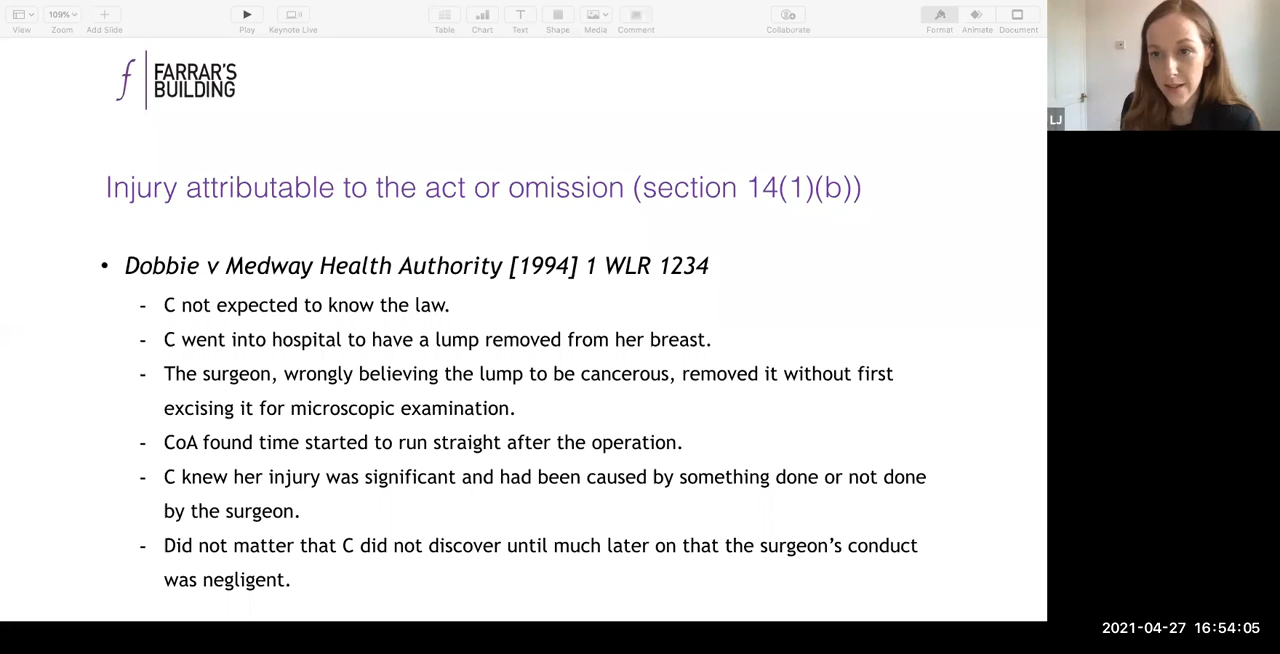 109%
View
Zoom
Add Slide
Play
Keynote Live
Table
Chart
Text
Shape
Media
Comment
Collaborate
Format
Animate
Document
f FARRAR'S
BUILDING
LJ
Injury attributable to the act or omission (section 14(1)(b))
• Dobbie v Medway Health Authority [1994] 1 WLR 1234
- C not expected to know the law.
- C went into hospital to have a lump removed from her breast.
- The surgeon, wrongly believing the lump to be cancerous, removed it without first
excising it for microscopic examination.
- CoA found time started to run straight after the operation.
- C knew her injury was significant and had been caused by something done or not done
by the surgeon.
- Did not matter that C did not discover until much later on that the surgeon’s conduct
was negligent.
2021-04-27 16:54:05